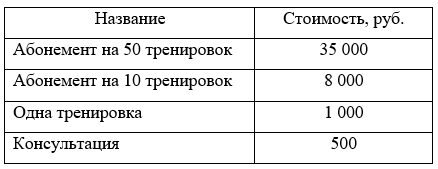 Название Стоимость, руб.
Абонемент на 50 тренировок 35 000
Абонемент на 10 тренировок 8 000
Одна тренировка 1 000
Консультация 500